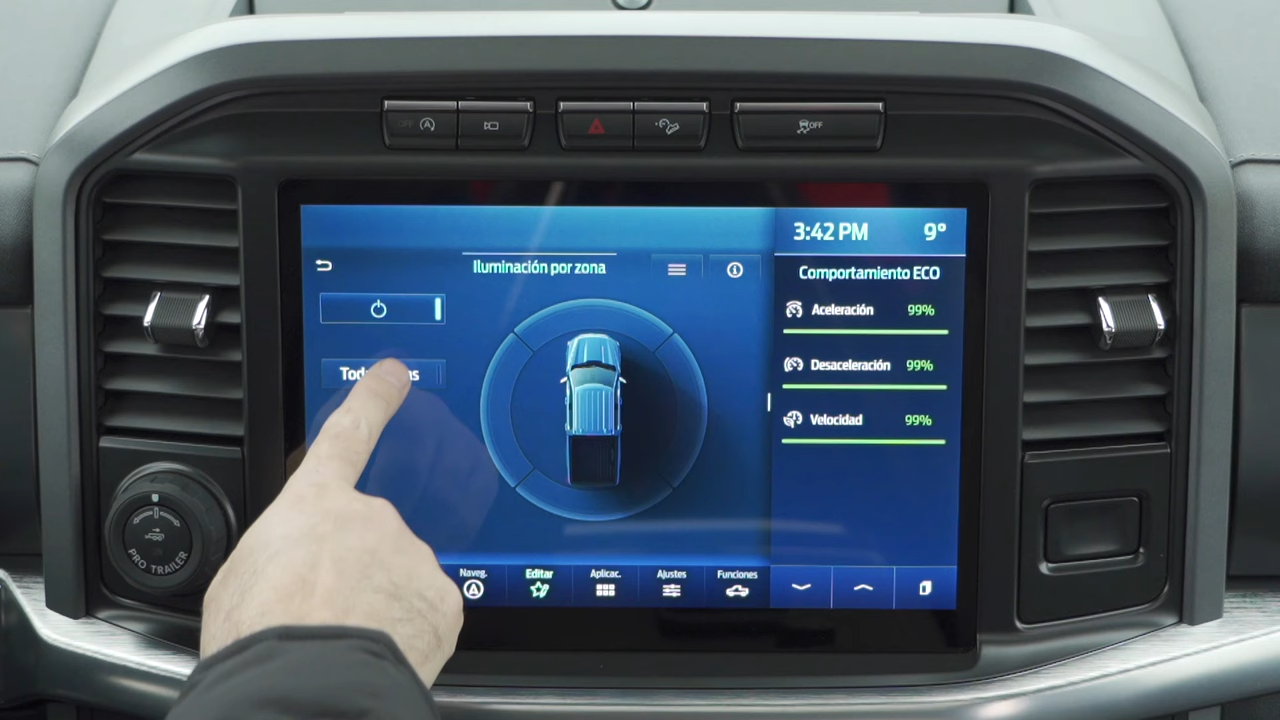 OFF
OFF
3:42 PM
9°
Iluminación por zona
Comportamiento ECO
Aceleración 99%
Desaceleración 99%
Velocidad 99%
Naveg.
Editar
Aplicac.
Ajustes
Funciones
PRO TRAILER